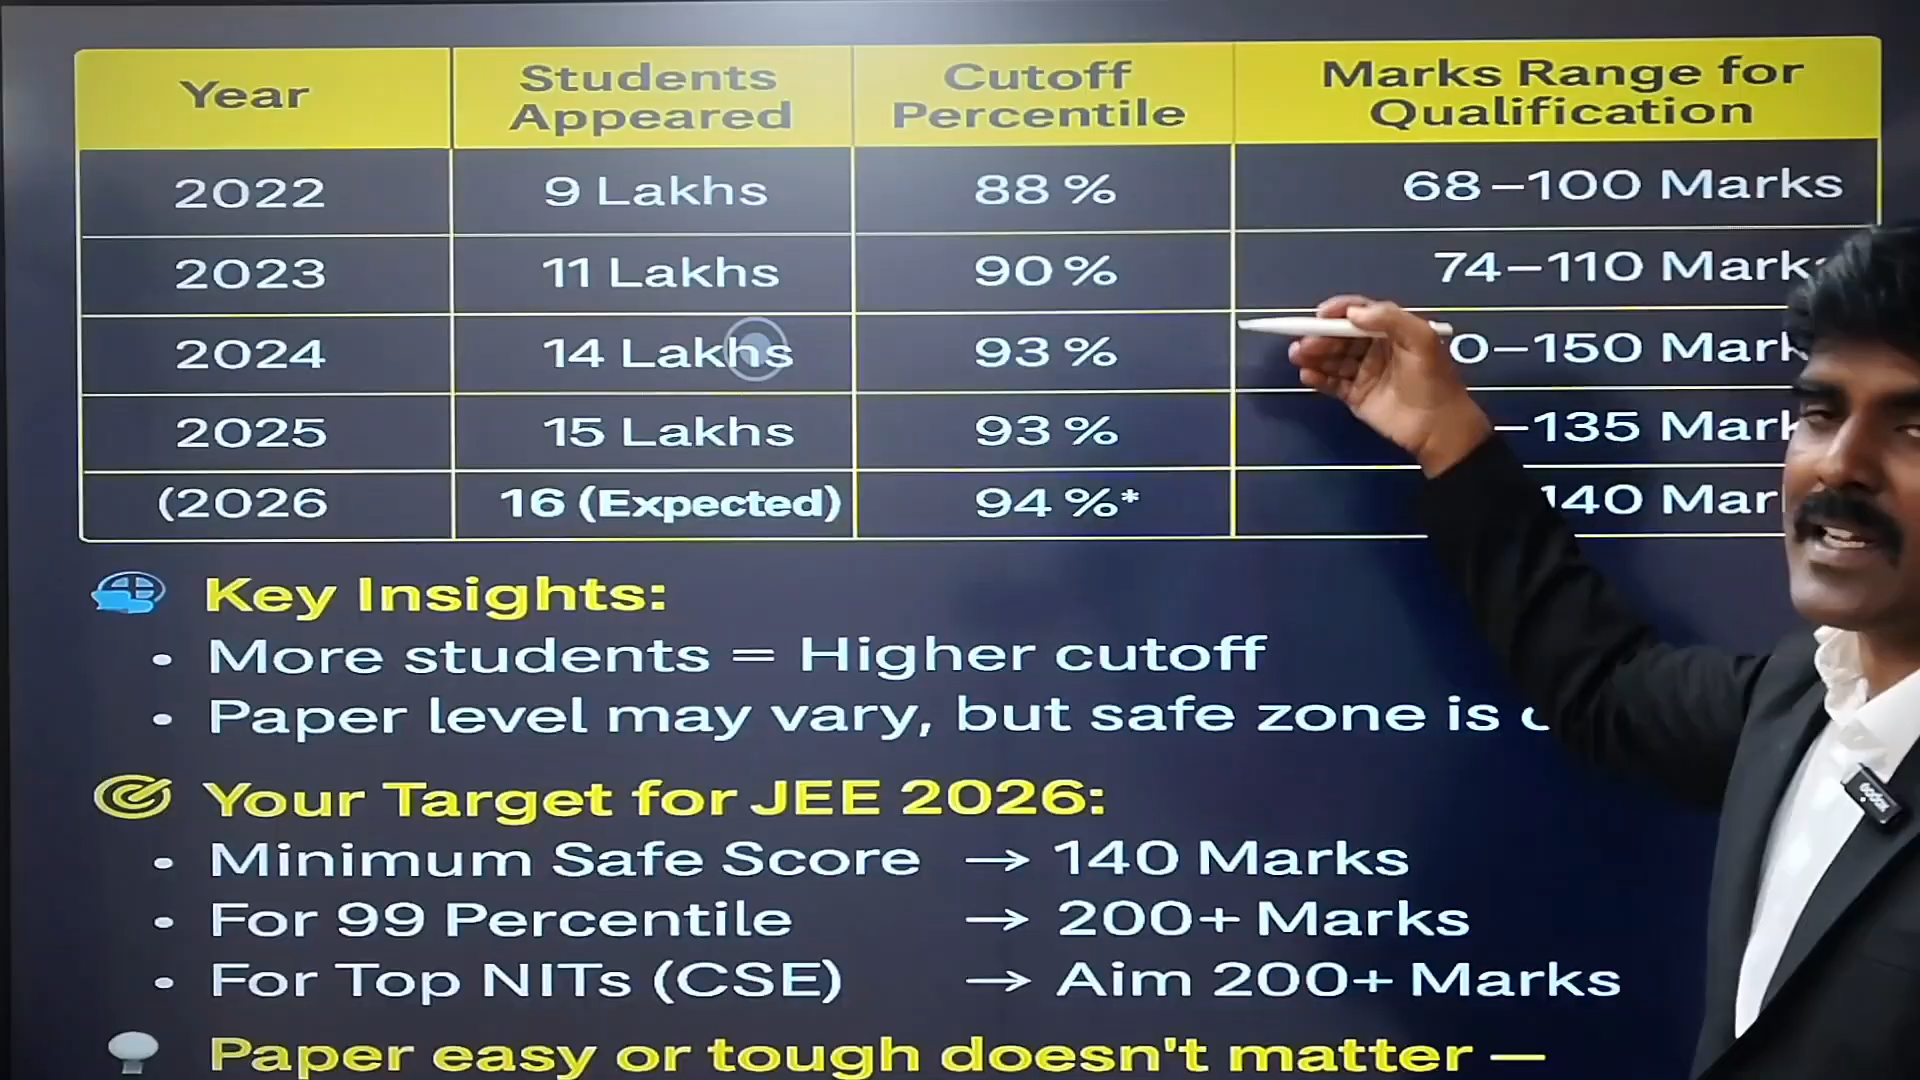 Year Students Appeared Cutoff Percentile Marks Range for Qualification
2022 9 Lakhs 88 % 68–100 Marks
2023 11 Lakhs 90 % 74–110
2024 14 Lakhs 93 % –150
2025 15 Lakhs 93 % –135
(2026 16 (Expected) 94 %* 140
Key Insights:
• More students = Higher cutoff
• Paper level may vary, but safe zone is
Your Target for JEE 2026:
• Minimum Safe Score → 140 Marks
• For 99 Percentile → 200+ Marks
• For Top NITs (CSE) → Aim 200+ Marks
Paper easy or tough doesn't matter —
Godox